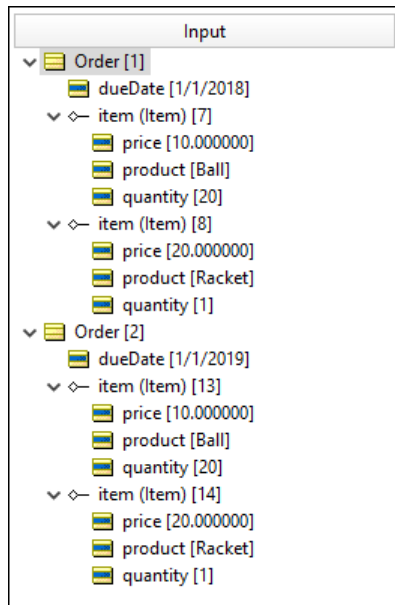 Input
Order [1]
dueDate [1/1/2018]
item (Item) [7]
price [10.000000]
product [Ball]
quantity [20]
item (Item) [8]
price [20.000000]
product [Racket]
quantity [1]
Order [2]
dueDate [1/1/2019]
item (Item) [13]
price [10.000000]
product [Ball]
quantity [20]
item (Item) [14]
price [20.000000]
product [Racket]
quantity [1]